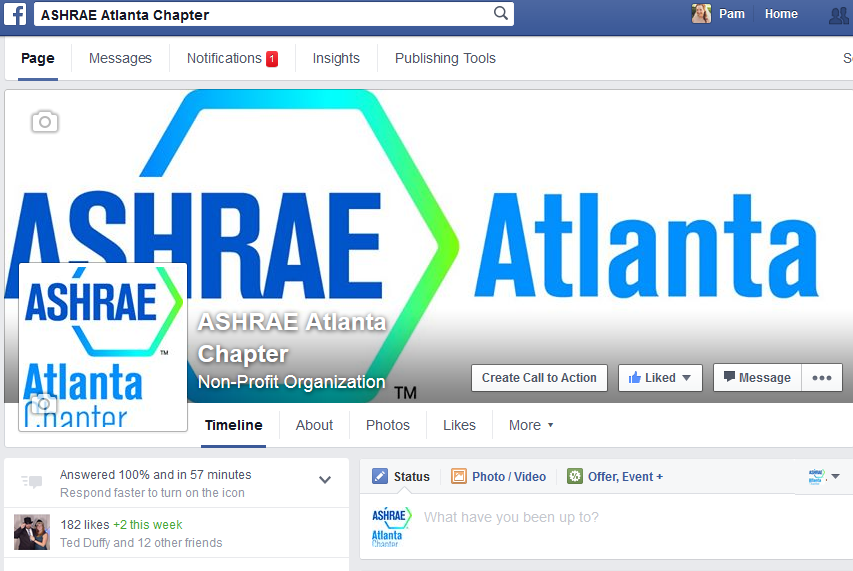 f ASHRAE Atlanta Chapter Pam Home
Page Messages Notifications 1 Insights Publishing Tools S
ASHRAE Atlanta
ASHRAE
TM
Atlanta
Chapter
ASHRAE Atlanta
Chapter
Non-Profit Organization
TM
Create Call to Action Liked Message
Timeline About Photos Likes More
Answered 100% and in 57 minutes
Respond faster to turn on the icon
182 likes +2 this week
Ted Duffy and 12 other friends
Status Photo / Video Offer, Event +
ASHRAE
Atlanta
ASHRAE
Atlanta
Chapter
What have you been up to?